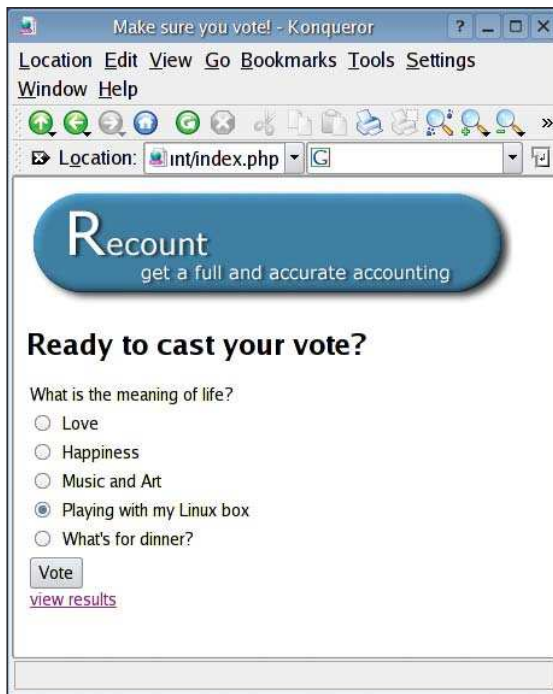 Make sure you vote! - Konqueror
Location Edit View Go Bookmarks Tools Settings
Window Help
Location: int/index.php
Recount
get a full and accurate accounting
Ready to cast your vote?
What is the meaning of life?
Love
Happiness
Music and Art
Playing with my Linux box
What's for dinner?
Vote
view results